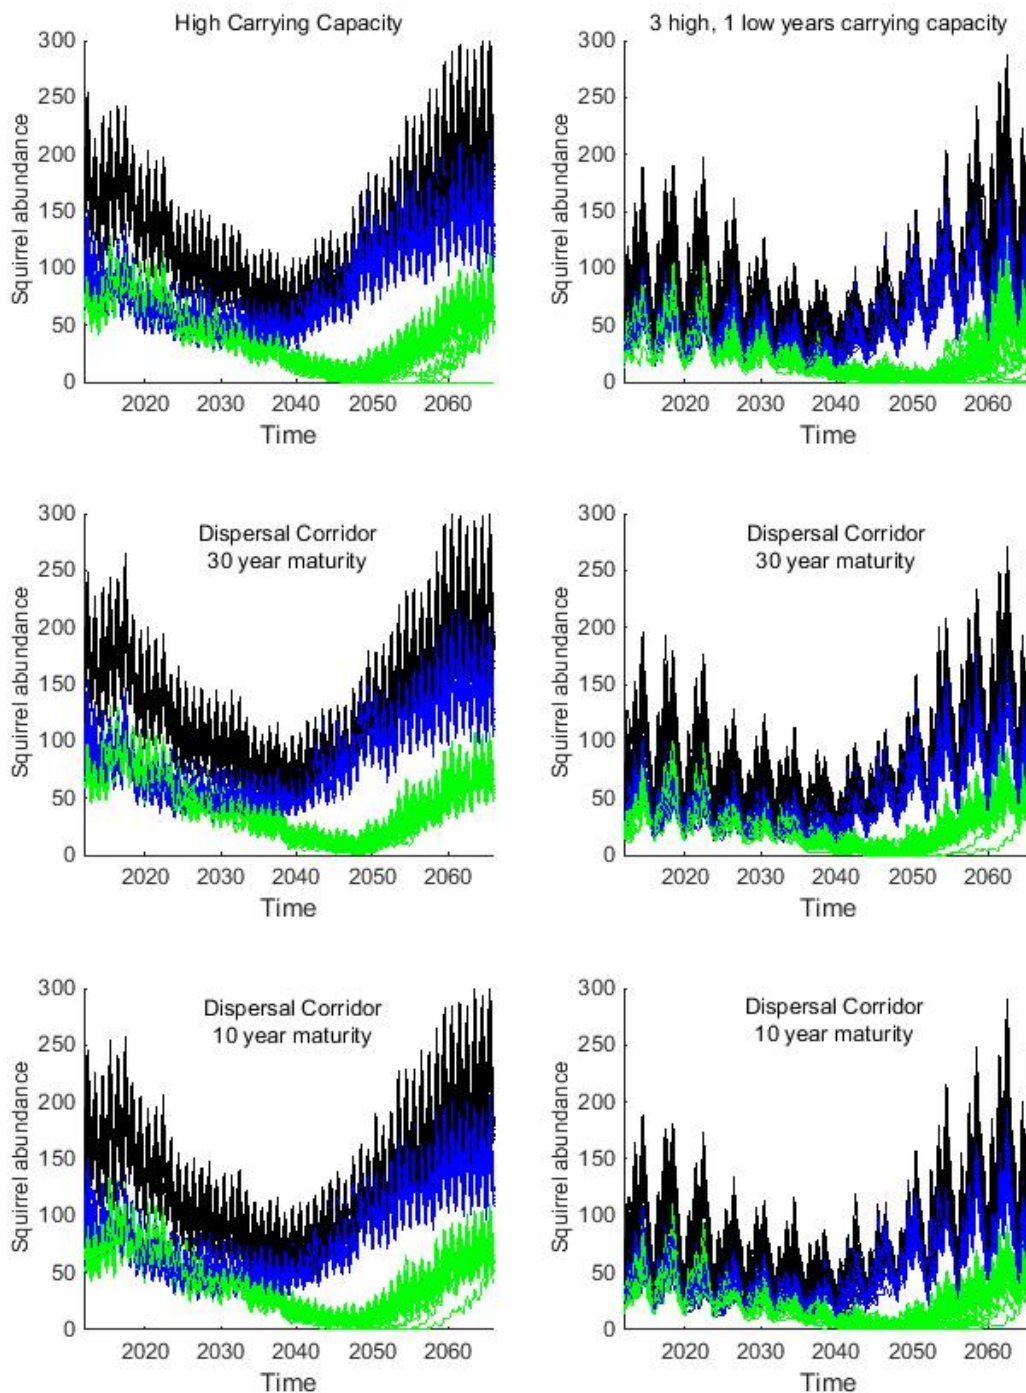 High Carrying Capacity
300
250
200
150
100
50
0
Squirrel abundance
2020 2030 2040 2050 2060
Time
3 high, 1 low years carrying capacity
300
250
200
150
100
50
0
Squirrel abundance
2020 2030 2040 2050 2060
Time
Dispersal Corridor
30 year maturity
300
250
200
150
100
50
0
Squirrel abundance
2020 2030 2040 2050 2060
Time
Dispersal Corridor
30 year maturity
300
250
200
150
100
50
0
Squirrel abundance
2020 2030 2040 2050 2060
Time
Dispersal Corridor
10 year maturity
300
250
200
150
100
50
0
Squirrel abundance
2020 2030 2040 2050 2060
Time
Dispersal Corridor
10 year maturity
300
250
200
150
100
50
0
Squirrel abundance
2020 2030 2040 2050 2060
Time